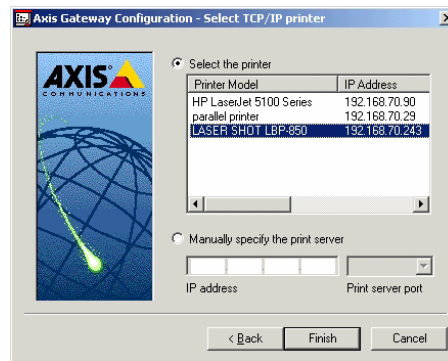 Axis Gateway Configuration - Select TCP/IP printer
AXIS
COMMUNICATIONS
Select the printer
Printer Model IP Address
HP LaserJet 5100 Series 192.168.70.90
parallel printer 192.168.70.29
LASER SHOT LBP-850 192.168.70.243
Manually specify the print server
IP address Print server port
< Back Finish Cancel